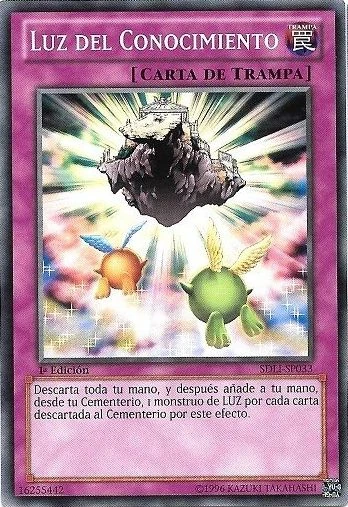 LUZ DEL CONOCIMIENTO
TRAMPA
罠
[CARTA DE TRAMPA]
1ª Edición
SDLI-SP033
Descarta toda tu mano, y después añade a tu mano,
desde tu Cementerio, 1 monstruo de LUZ por cada carta
descartada al Cementerio por este efecto.
16255442
©1996 KAZUKI TAKAHASHI